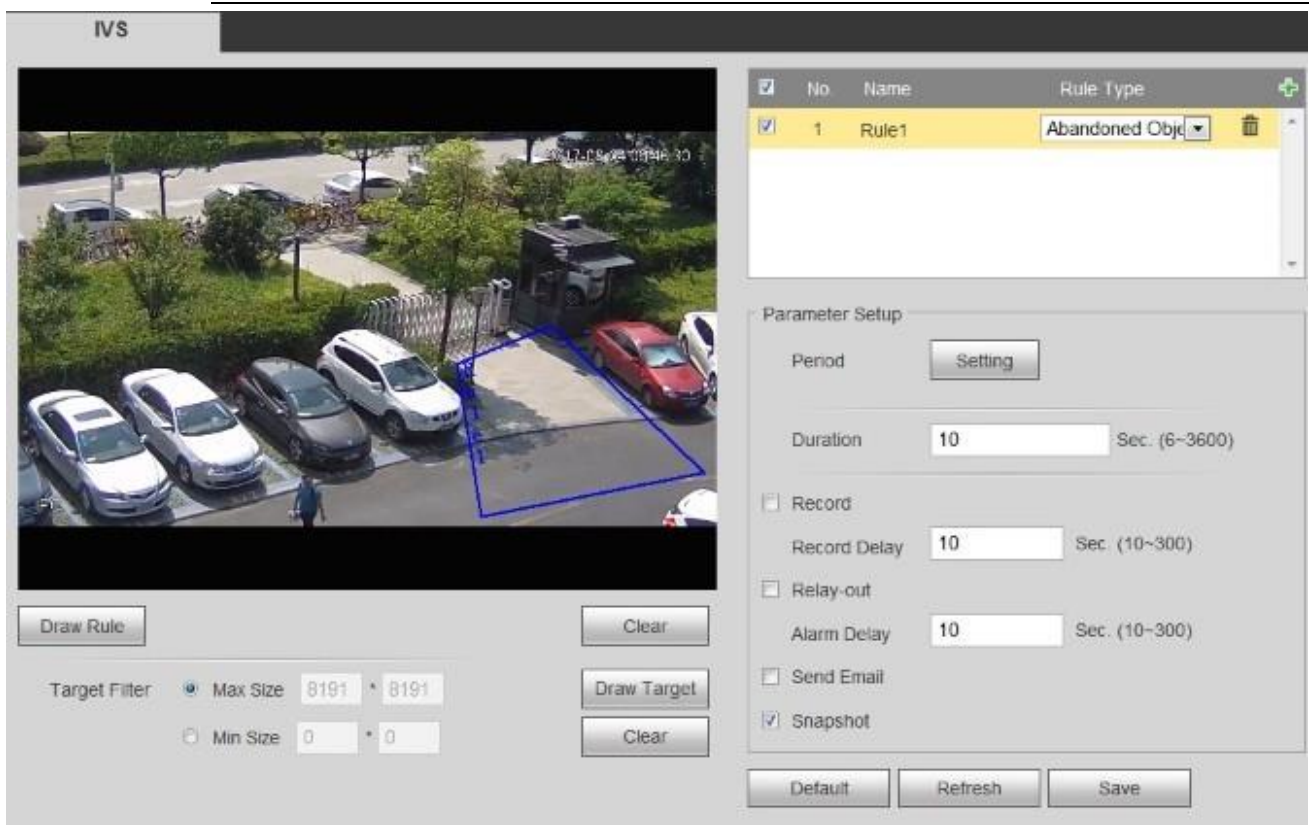 IVS
No. Name Rule Type
1 Rule1 Abandoned Obje
Parameter Setup
Period Setting
Duration 10 Sec. (6~3600)
Record
Record Delay 10 Sec. (10~300)
Relay-out
Alarm Delay 10 Sec. (10~300)
Send Email
Snapshot
Default Refresh Save
Draw Rule Clear
Target Filter Max Size 8191 * 8191 Draw Target
Min Size 0 * 0 Clear